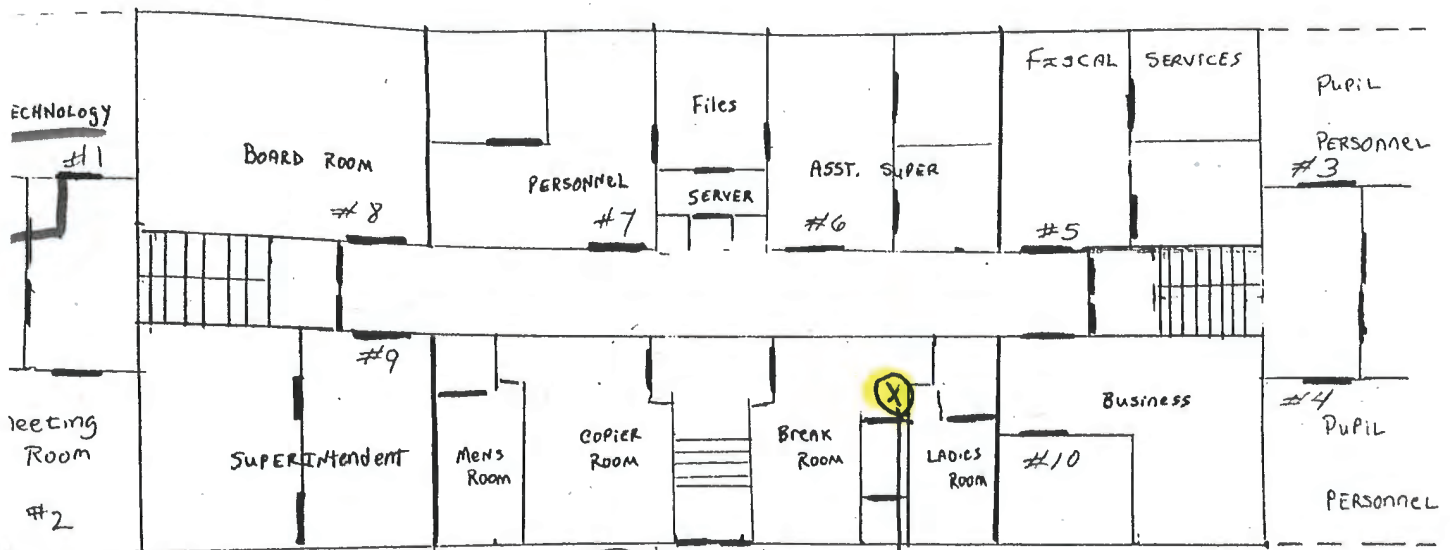 ECHNOLOGY
#1
BOARD ROOM
#8
PERSONNEL
#7
Files
SERVER
ASST. SUPER
#6
FISCAL SERVICES
#5
PUPIL
PERSONNEL
#3
eeting
Room
#2
#9
SUPERINTendenT
MENS
ROOM
COPIER
ROOM
BREAK
ROOM
X
LADIES
ROOM
Business
#10
#4
PUPIL
PERSONNEL